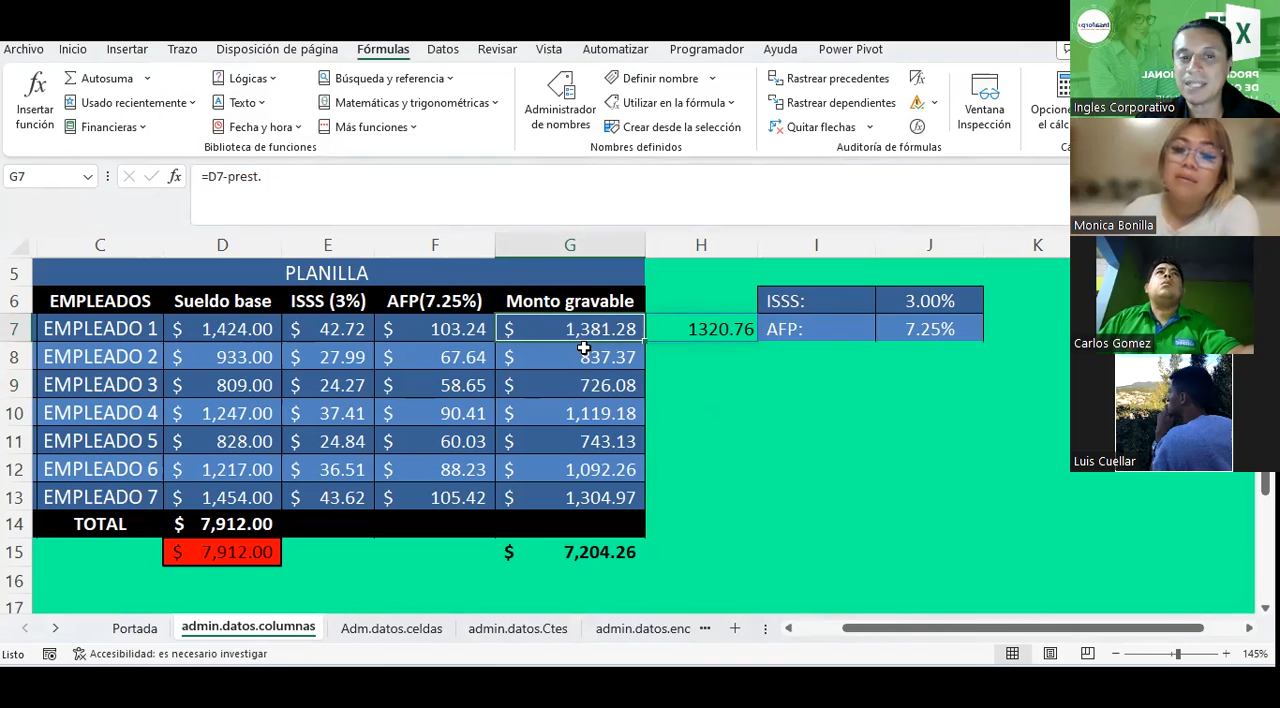 Archivo Inicio Insertar Trazo Disposición de página Fórmulas Datos Revisar Vista Automatizar Programador Ayuda Power Pivot
Insertar función
Autosuma
Usado recientemente
Financieras
Lógicas
Texto
Fecha y hora
Búsqueda y referencia
Matemáticas y trigonométricas
Más funciones
Biblioteca de funciones
Administrador de nombres
Definir nombre
Utilizar en la fórmula
Crear desde la selección
Nombres definidos
Rastrear precedentes
Rastrear dependientes
Quitar flechas
Ventana Inspección
Auditoría de fórmulas
G7 fx =D7-prest.
C D E F G H I J K
5 PLANILLA
6 EMPLEADOS Sueldo base ISSS (3%) AFP(7.25%) Monto gravable ISSS: 3.00%
7 EMPLEADO 1 $ 1,424.00 $ 42.72 $ 103.24 $ 1,381.28 1320.76 AFP: 7.25%
8 EMPLEADO 2 $ 933.00 $ 27.99 $ 67.64 $ 837.37
9 EMPLEADO 3 $ 809.00 $ 24.27 $ 58.65 $ 726.08
10 EMPLEADO 4 $ 1,247.00 $ 37.41 $ 90.41 $ 1,119.18
11 EMPLEADO 5 $ 828.00 $ 24.84 $ 60.03 $ 743.13
12 EMPLEADO 6 $ 1,217.00 $ 36.51 $ 88.23 $ 1,092.26
13 EMPLEADO 7 $ 1,454.00 $ 43.62 $ 105.42 $ 1,304.97
14 TOTAL $ 7,912.00
15 $ 7,912.00 $ 7,204.26
16
17
Portada admin.datos.columnas Adm.datos.celdas admin.datos.Ctes admin.datos.enc
Listo Accesibilidad: es necesario investigar 145%
Ingles Corporativo
Monica Bonilla
Carlos Gomez
Luis Cuellar